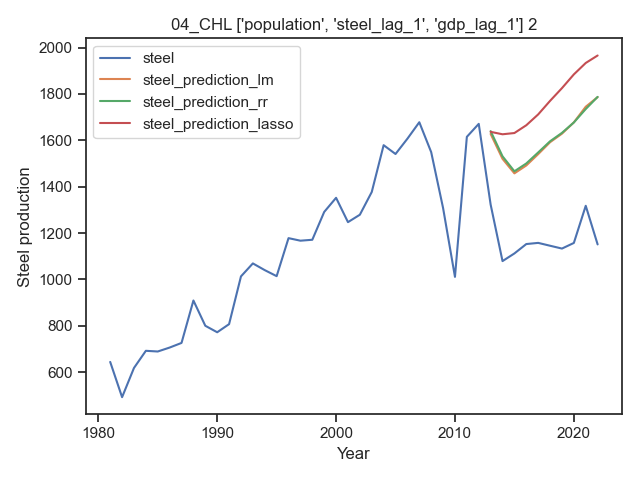 04_CHL ['population', 'steel_lag_1', 'gdp_lag_1'] 2
2000
1800
1600
1400
1200
1000
800
600
Steel production
steel
steel_prediction_lm
steel_prediction_rr
steel_prediction_lasso
1980
1990
2000
2010
2020
Year